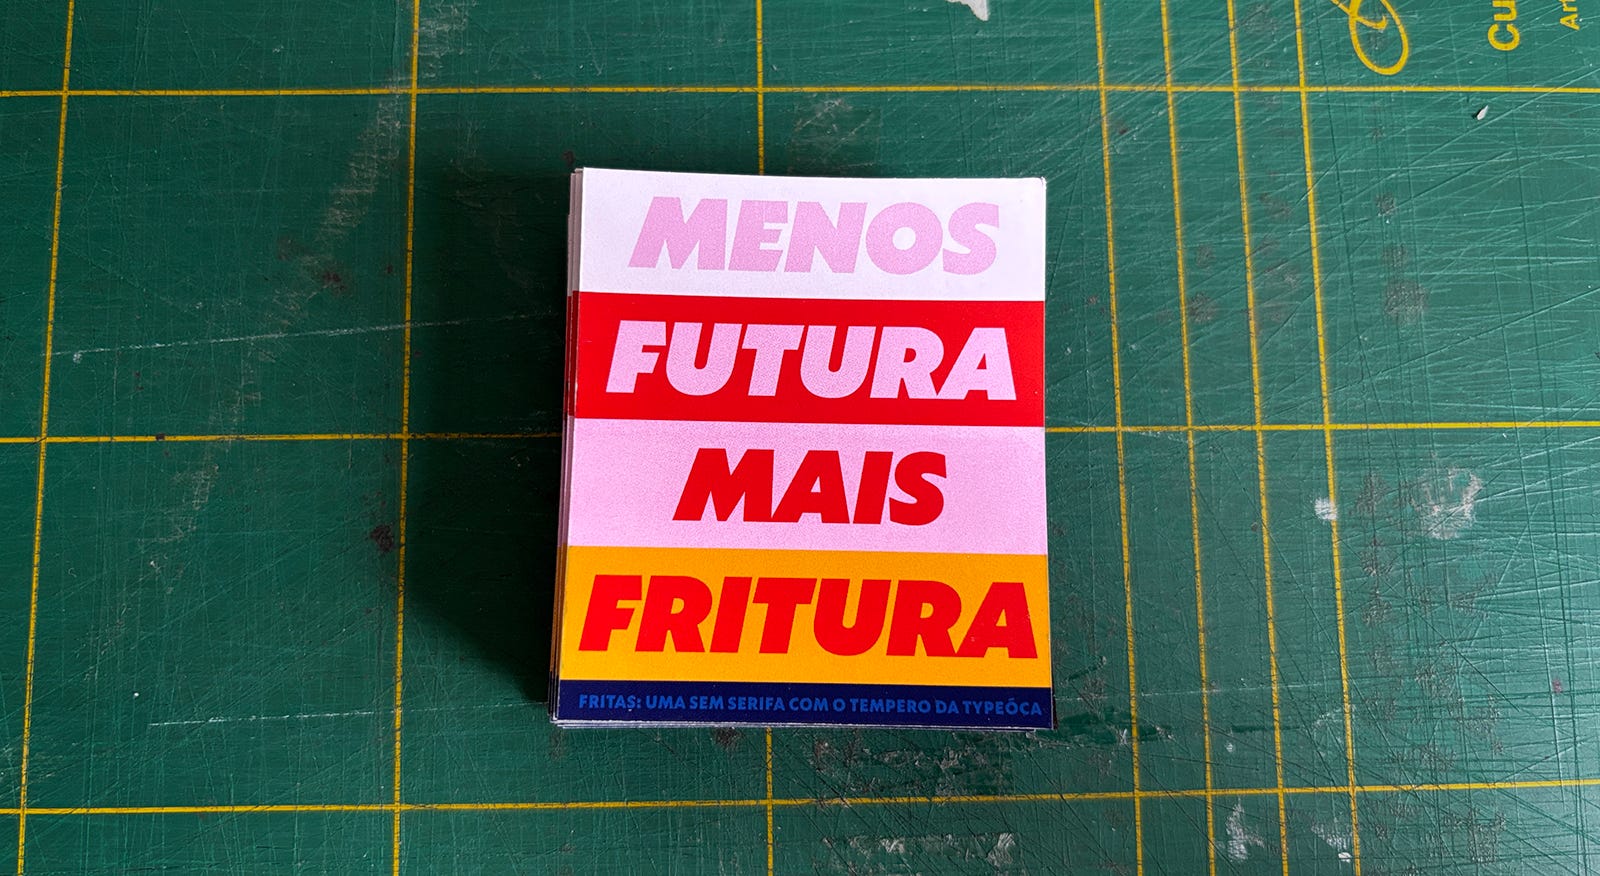 MENOS
FUTURA
MAIS
FRITURA
FRITAS: UMA SEM SERIFA COM O TEMPERO DA TYPEÓCA